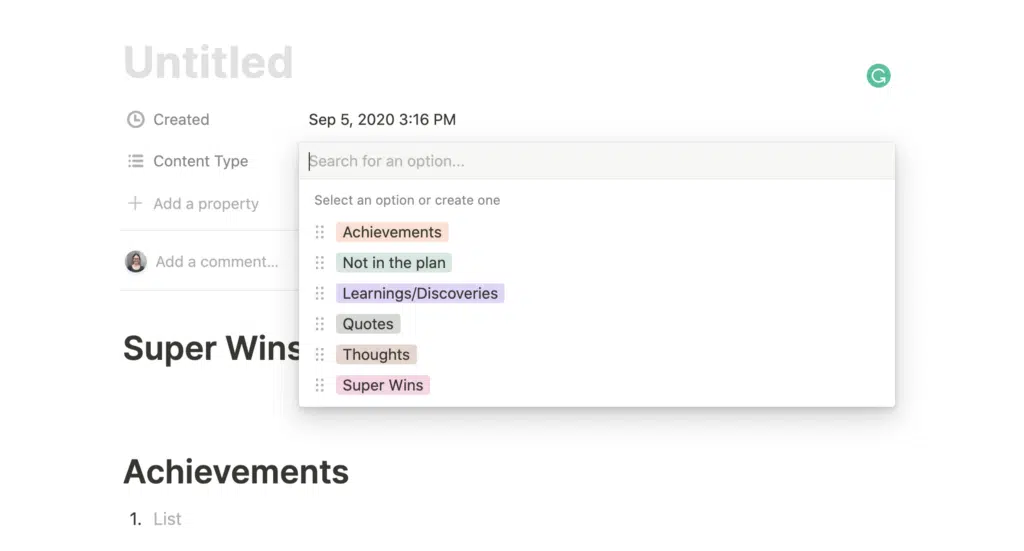 Untitled
Created Sep 5, 2020 3:16 PM
Content Type Search for an option...
Add a property
Select an option or create one
Achievements
Not in the plan
Add a comment...
Learnings/Discoveries
Quotes
Thoughts
Super Wins
Super Wins
Achievements
1. List